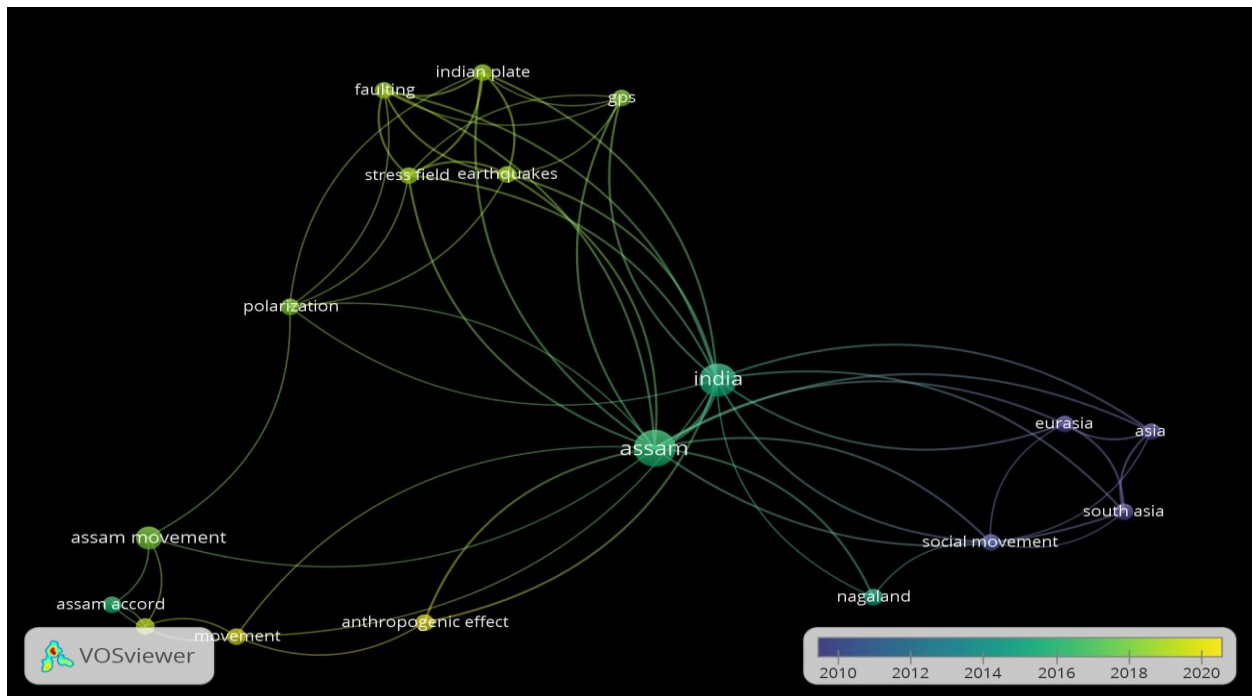 indian plate
faulting
gps
stress field
earthquakes
polarization
india
assam
eurasia
asia
south asia
social movement
nagaland
assam movement
assam accord
movement
anthropogenic effect
VOSviewer
2010 2012 2014 2016 2018 2020